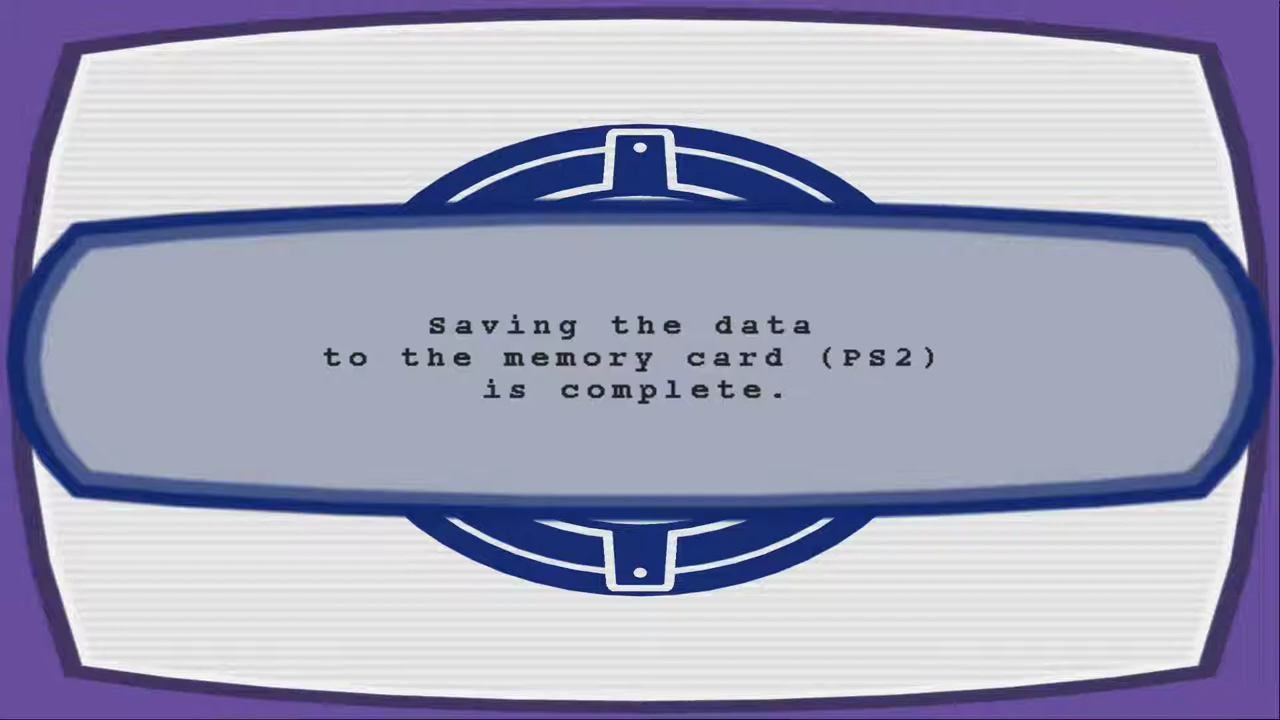 Saving the data
to the memory card (PS2)
is complete.